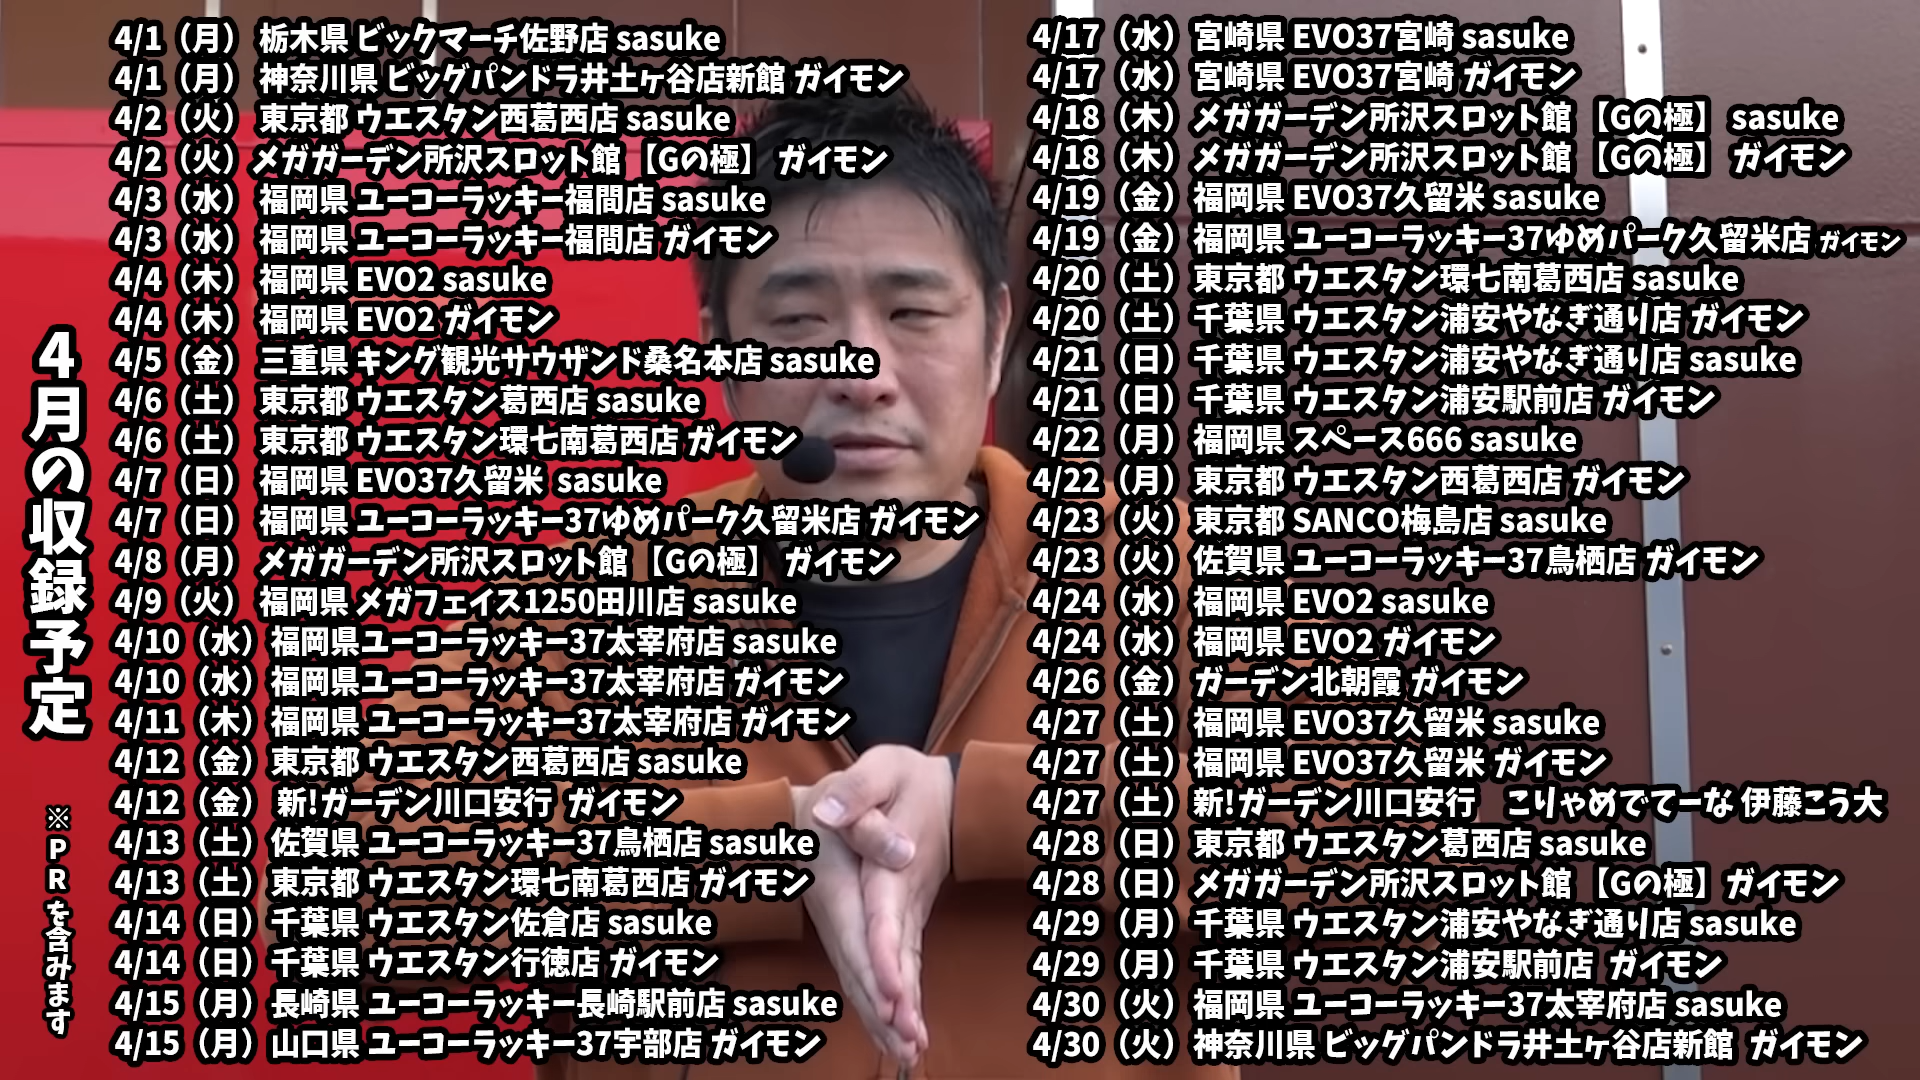 4月の収録予定
※PRを含みます
4/1（月） 栃木県 ビックマーチ佐野店 sasuke
4/1（月） 神奈川県 ビッグパンドラ井土ヶ谷店新館 ガイモン
4/2（火） 東京都 ウエスタン西葛西店 sasuke
4/2（火）メガガーデン所沢スロット館 【Gの極】 ガイモン
4/3（水） 福岡県 ユーコーラッキー福間店 sasuke
4/3（水） 福岡県 ユーコーラッキー福間店 ガイモン
4/4（木） 福岡県 EVO2 sasuke
4/4（木） 福岡県 EVO2 ガイモン
4/5（金） 三重県 キング観光サウザンド桑名本店 sasuke
4/6（土） 東京都 ウエスタン葛西店 sasuke
4/6（土） 東京都 ウエスタン環七南葛西店 ガイモン
4/7（日） 福岡県 EVO37久留米 sasuke
4/7（日） 福岡県 ユーコーラッキー37ゆめパーク久留米店 ガイモン
4/8（月） メガガーデン所沢スロット館 【Gの極】 ガイモン
4/9（火） 福岡県 メガフェイス1250田川店 sasuke
4/10（水）福岡県ユーコーラッキー37太宰府店 sasuke
4/10（水）福岡県ユーコーラッキー37太宰府店 ガイモン
4/11（木）福岡県 ユーコーラッキー37太宰府店 ガイモン
4/12（金）東京都 ウエスタン西葛西店 sasuke
4/12（金） 新!ガーデン川口安行 ガイモン
4/13（土）佐賀県 ユーコーラッキー37鳥栖店 sasuke
4/13（土）東京都 ウエスタン環七南葛西店 ガイモン
4/14（日）千葉県 ウエスタン佐倉店 sasuke
4/14（日）千葉県 ウエスタン行徳店 ガイモン
4/15（月）長崎県 ユーコーラッキー長崎駅前店 sasuke
4/15（月）山口県 ユーコーラッキー37宇部店 ガイモン
4/17（水）宮崎県 EVO37宮崎 sasuke
4/17（水）宮崎県 EVO37宮崎 ガイモン
4/18（木）メガガーデン所沢スロット館 【Gの極】 sasuke
4/18（木）メガガーデン所沢スロット館 【Gの極】 ガイモン
4/19（金）福岡県 EVO37久留米 sasuke
4/19（金）福岡県 ユーコーラッキー37ゆめパーク久留米店 ガイモン
4/20（土）東京都 ウエスタン環七南葛西店 sasuke
4/20（土）千葉県 ウエスタン浦安やなぎ通り店 ガイモン
4/21（日）千葉県 ウエスタン浦安やなぎ通り店 sasuke
4/21（日）千葉県 ウエスタン浦安駅前店 ガイモン
4/22（月）福岡県 スペース666 sasuke
4/22（月）東京都 ウエスタン西葛西店 ガイモン
4/23（火）東京都 SANCO梅島店 sasuke
4/23（火）佐賀県 ユーコーラッキー37鳥栖店 ガイモン
4/24（水）福岡県 EVO2 sasuke
4/24（水）福岡県 EVO2 ガイモン
4/26（金）ガーデン北朝霞 ガイモン
4/27（土）福岡県 EVO37久留米 sasuke
4/27（土）福岡県 EVO37久留米 ガイモン
4/27（土）新!ガーデン川口安行　こりゃめでてーな 伊藤こう大
4/28（日）東京都 ウエスタン葛西店 sasuke
4/28（日）メガガーデン所沢スロット館 【Gの極】ガイモン
4/29（月）千葉県 ウエスタン浦安やなぎ通り店 sasuke
4/29（月）千葉県 ウエスタン浦安駅前店 ガイモン
4/30（火）福岡県 ユーコーラッキー37太宰府店 sasuke
4/30（火）神奈川県 ビッグパンドラ井土ヶ谷店新館 ガイモン